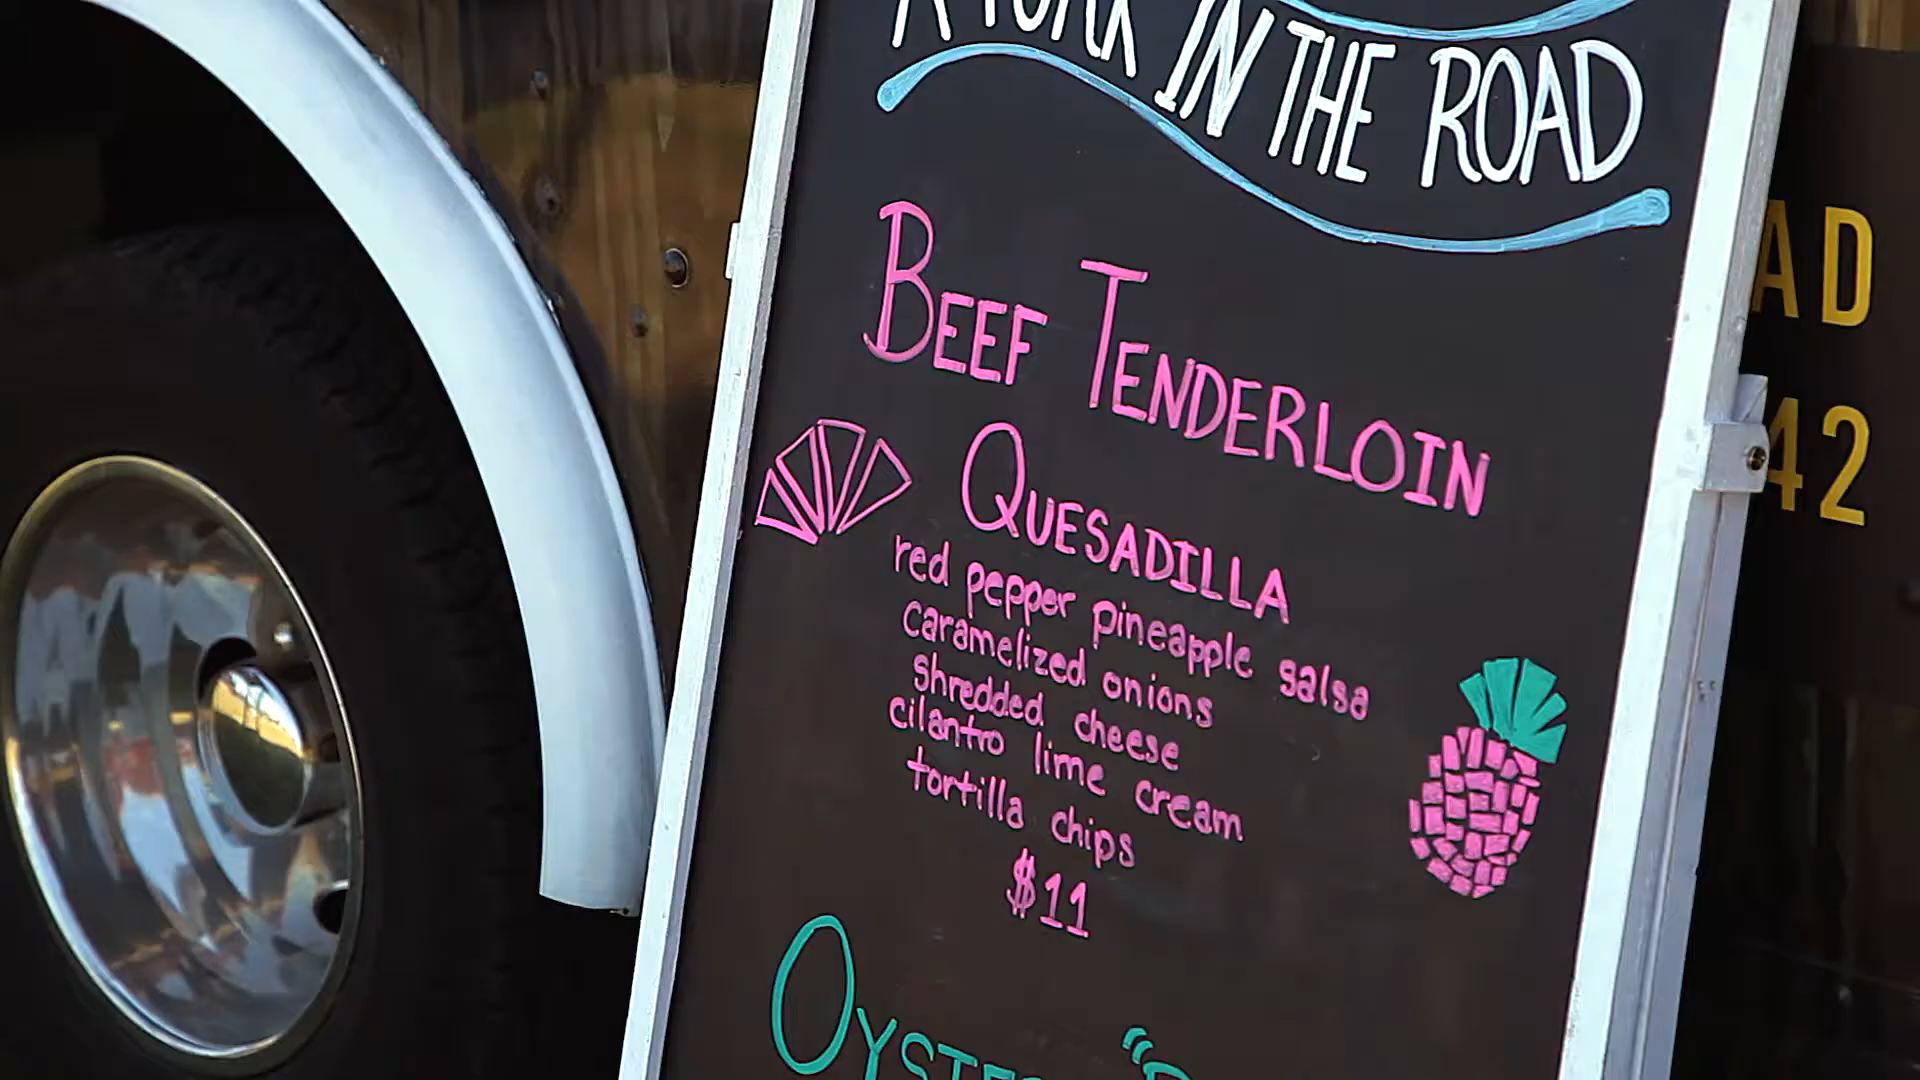 A FORK IN THE ROAD
BEEF TENDERLOIN
QUESADILLA
red pepper pineapple salsa
caramelized onions
shredded cheese
cilantro lime cream
tortilla chips
$11
AD
42